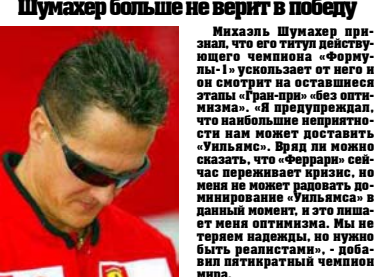 Шумахер больше не верит в победу
Михаэль Шумахер приз-
знал, что его титул действу-
ющего чемпиона «Форму-
лы-1» ускользает от него и
он смотрит на оставшиеся
этапы «Гран-при» «без опти-
мизма». «Я предупреждал,
что наибольшие неприятно-
сти нам может доставить
«Уильямс». Вряд ли можно
сказать, что «Феррари» сей-
час переживает кризис, но
меня не может радовать до-
минирование «Уильямса» в
данный момент, и это лиша-
ет меня оптимизма. Мы не
теряем надежды, но нужно
быть реалистами», - доба-
вил пятикратный чемпион
мира.